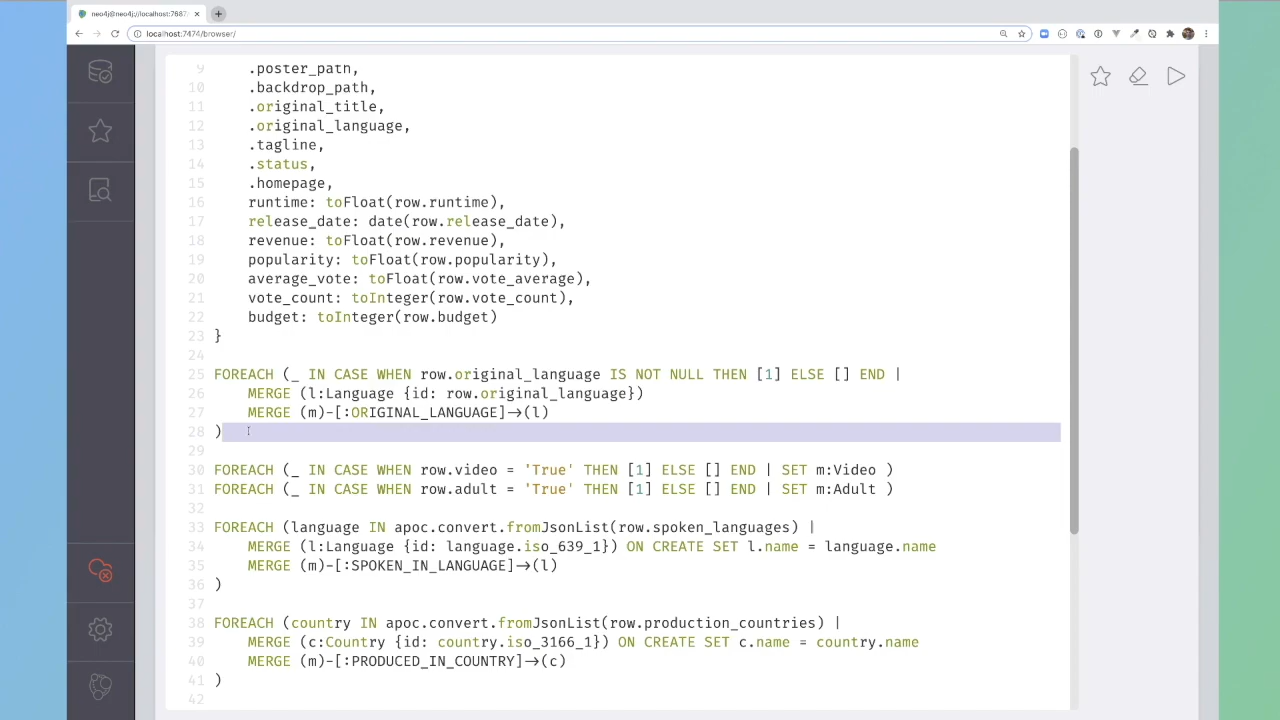 neo4j@neo4j://localhost:7687
localhost:7474/browser/
9 .poster_path,
10 .backdrop_path,
11 .original_title,
12 .original_language,
13 .tagline,
14 .status,
15 .homepage,
16 runtime: toFloat(row.runtime),
17 release_date: date(row.release_date),
18 revenue: toFloat(row.revenue),
19 popularity: toFloat(row.popularity),
20 average_vote: toFloat(row.vote_average),
21 vote_count: toInteger(row.vote_count),
22 budget: toInteger(row.budget)
23 }
24
25 FOREACH (_ IN CASE WHEN row.original_language IS NOT NULL THEN [1] ELSE [] END |
26 MERGE (l:Language {id: row.original_language})
27 MERGE (m)-[:ORIGINAL_LANGUAGE]->(l)
28 )
29
30 FOREACH (_ IN CASE WHEN row.video = 'True' THEN [1] ELSE [] END | SET m:Video )
31 FOREACH (_ IN CASE WHEN row.adult = 'True' THEN [1] ELSE [] END | SET m:Adult )
32
33 FOREACH (language IN apoc.convert.fromJsonList(row.spoken_languages) |
34 MERGE (l:Language {id: language.iso_639_1}) ON CREATE SET l.name = language.name
35 MERGE (m)-[:SPOKEN_IN_LANGUAGE]->(l)
36 )
37
38 FOREACH (country IN apoc.convert.fromJsonList(row.production_countries) |
39 MERGE (c:Country {id: country.iso_3166_1}) ON CREATE SET c.name = country.name
40 MERGE (m)-[:PRODUCED_IN_COUNTRY]->(c)
41 )
42